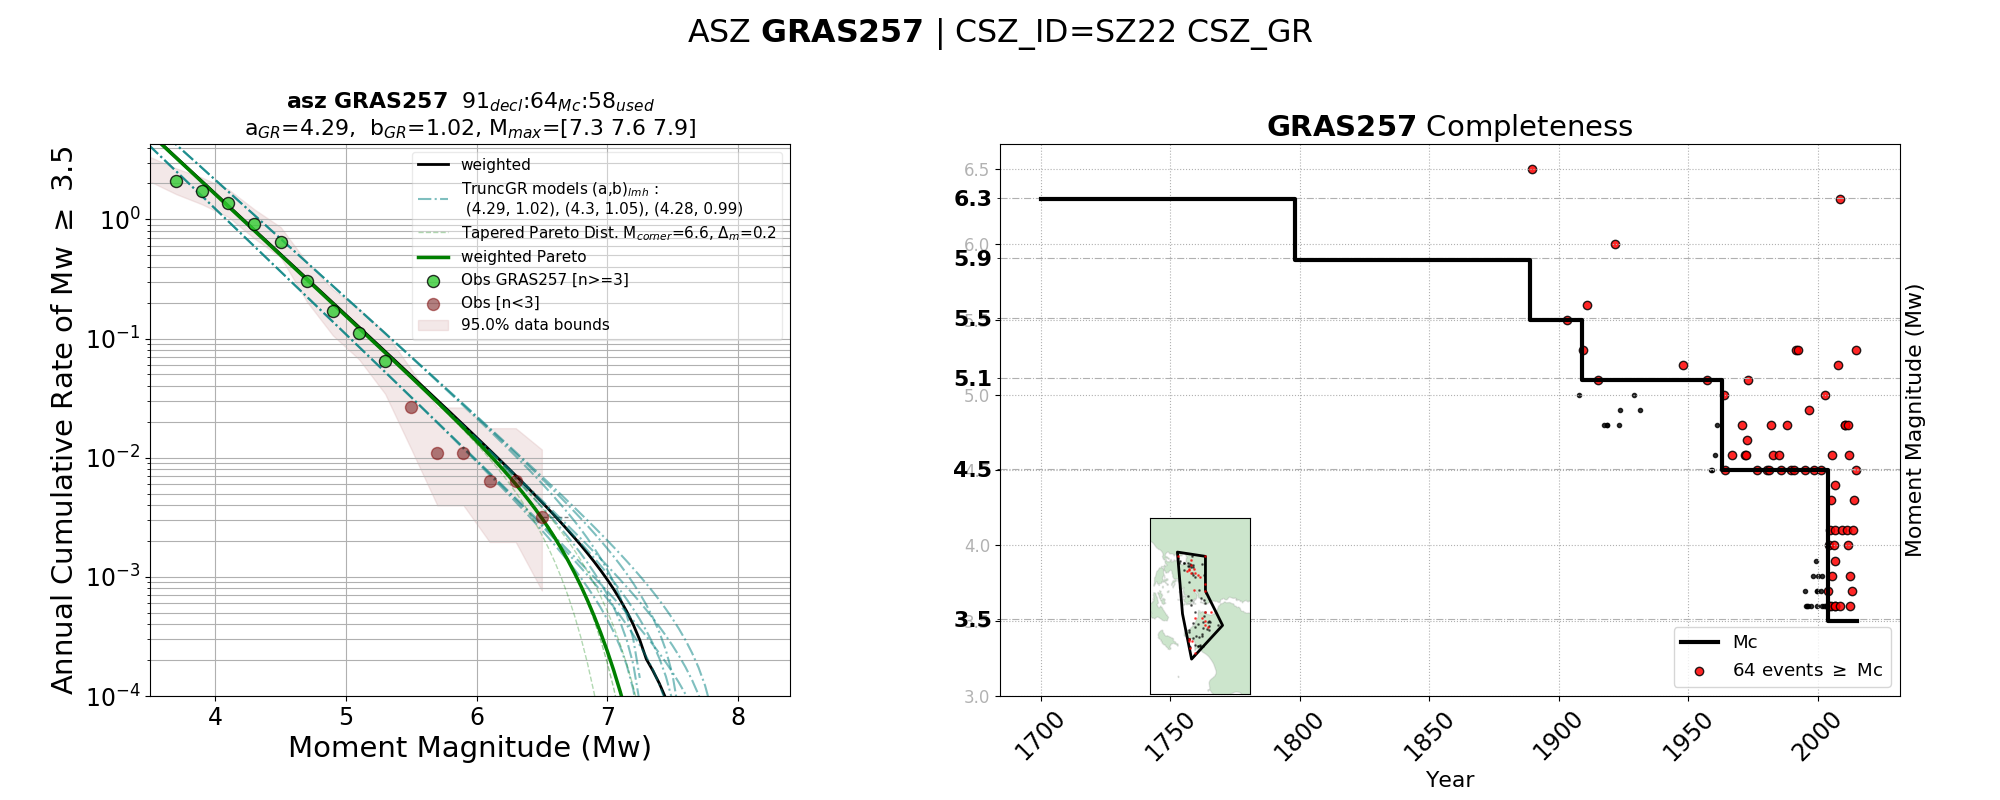 ASZ GRAS257 | CSZ_ID=SZ22 CSZ_GR
asz GRAS257 91decl:64Mc:58used
aGR=4.29, bGR=1.02, Mmax=[7.3 7.6 7.9]
Annual Cumulative Rate of Mw ≥ 3.5
10^0
10^−1
10^−2
10^−3
10^−4
4 5 6 7 8
Moment Magnitude (Mw)
weighted
TruncGR models (a,b)lmh :
(4.29, 1.02), (4.3, 1.05), (4.28, 0.99)
Tapered Pareto Dist. Mcorner=6.6, Δm=0.2
weighted Pareto
Obs GRAS257 [n>=3]
Obs [n<3]
95.0% data bounds
GRAS257 Completeness
6.5
6.3
6.0
5.9
5.5
5.1
5.0
4.5
4.0
3.5
3.0
1700 1750 1800 1850 1900 1950 2000
Year
Moment Magnitude (Mw)
Mc
64 events ≥ Mc